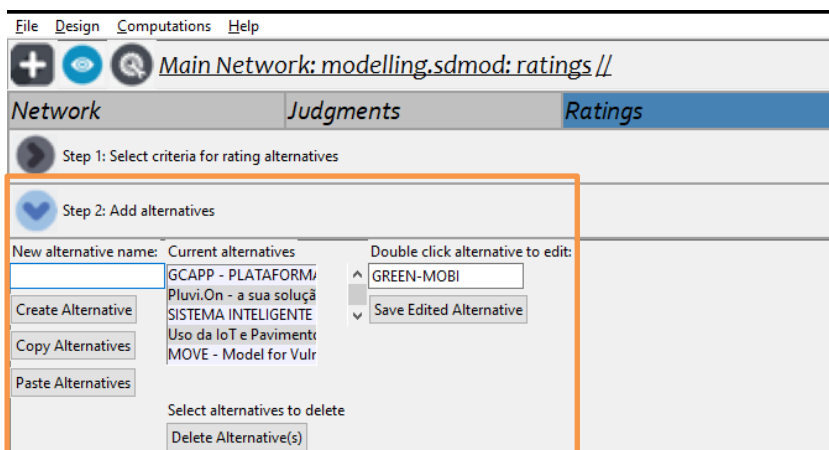 File Design Computations Help
Main Network: modelling.sdmod: ratings //
Network Judgments Ratings
Step 1: Select criteria for rating alternatives
Step 2: Add alternatives
New alternative name: Current alternatives Double click alternative to edit:
GCAPP - PLATAFORMA GREEN-MOBI
Pluvi.On - a sua soluçã
Create Alternative SISTEMA INTELIGENTE Save Edited Alternative
Uso da IoT e Pavimento
Copy Alternatives MOVE - Model for Vulr
Paste Alternatives
Select alternatives to delete
Delete Alternative(s)